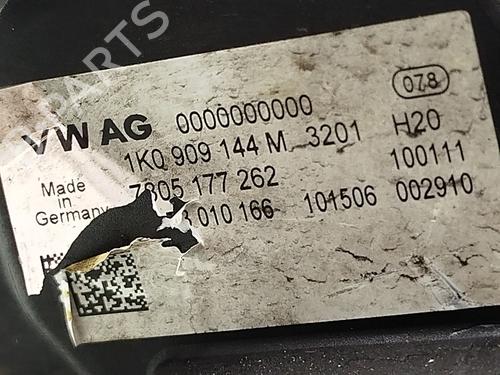 PARTS
078
VW AG 0000000000
1K0 909 144 M 3201 H20
Made in Germany 7805 177 262 100111
010 166 101506 002910